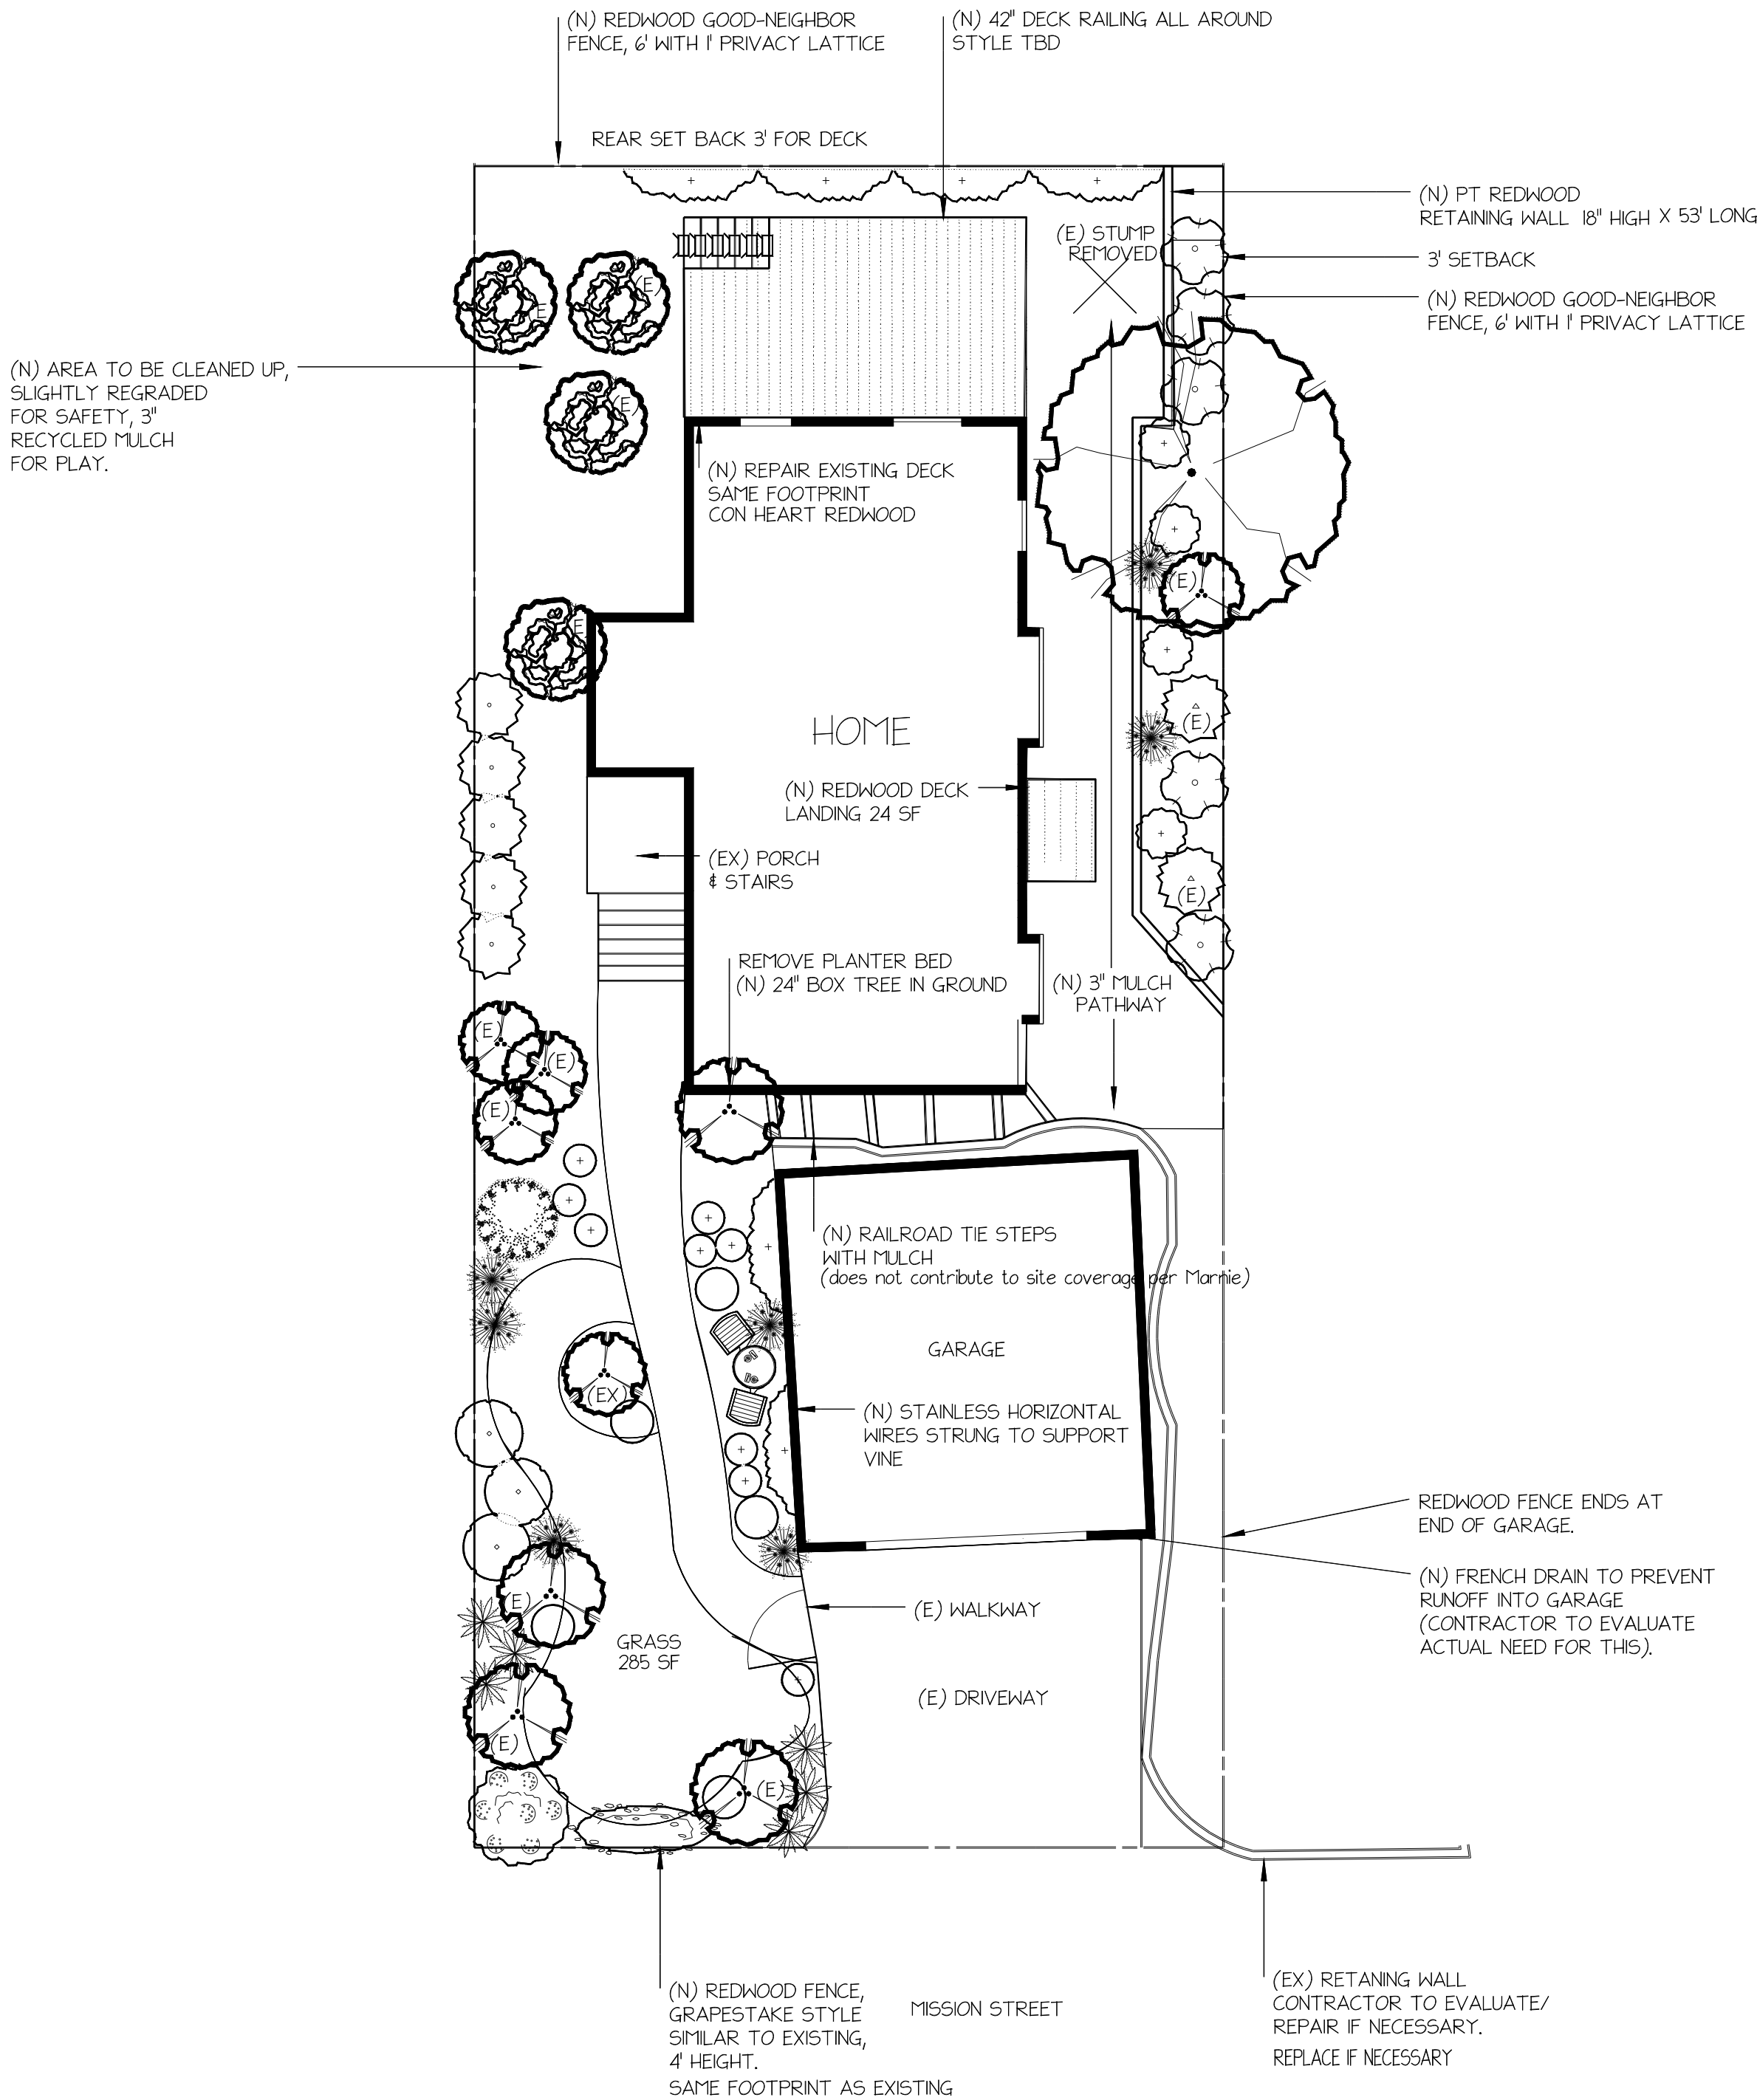 (N) REDWOOD GOOD-NEIGHBOR
FENCE, 6' WITH 1' PRIVACY LATTICE
(N) 42" DECK RAILING ALL AROUND
STYLE TBD
REAR SET BACK 3' FOR DECK
(N) PT REDWOOD
RETAINING WALL 18" HIGH X 53' LONG
(E) STUMP
REMOVED
3' SETBACK
(N) REDWOOD GOOD-NEIGHBOR
FENCE, 6' WITH 1' PRIVACY LATTICE
(E)
E
(N) AREA TO BE CLEANED UP,
SLIGHTLY REGRADED
FOR SAFETY, 3"
RECYCLED MULCH
FOR PLAY.
(E)
(N) REPAIR EXISTING DECK
SAME FOOTPRINT
CON HEART REDWOOD
(E)
E
(E)
HOME
(N) REDWOOD DECK
LANDING 24 SF
(EX) PORCH
& STAIRS
(E)
REMOVE PLANTER BED
(N) 24" BOX TREE IN GROUND
(N) 3" MULCH
PATHWAY
(E)
(E)
(E)
(N) RAILROAD TIE STEPS
WITH MULCH
(does not contribute to site coverage per Marnie)
GARAGE
(EX)
(N) STAINLESS HORIZONTAL
WIRES STRUNG TO SUPPORT
VINE
REDWOOD FENCE ENDS AT
END OF GARAGE.
(N) FRENCH DRAIN TO PREVENT
RUNOFF INTO GARAGE
(CONTRACTOR TO EVALUATE
ACTUAL NEED FOR THIS).
(E)
(E) WALKWAY
GRASS
285 SF
(E) DRIVEWAY
(E)
(E)
(N) REDWOOD FENCE,
GRAPESTAKE STYLE
SIMILAR TO EXISTING,
4' HEIGHT.
SAME FOOTPRINT AS EXISTING
MISSION STREET
(EX) RETANING WALL
CONTRACTOR TO EVALUATE/
REPAIR IF NECESSARY.
REPLACE IF NECESSARY